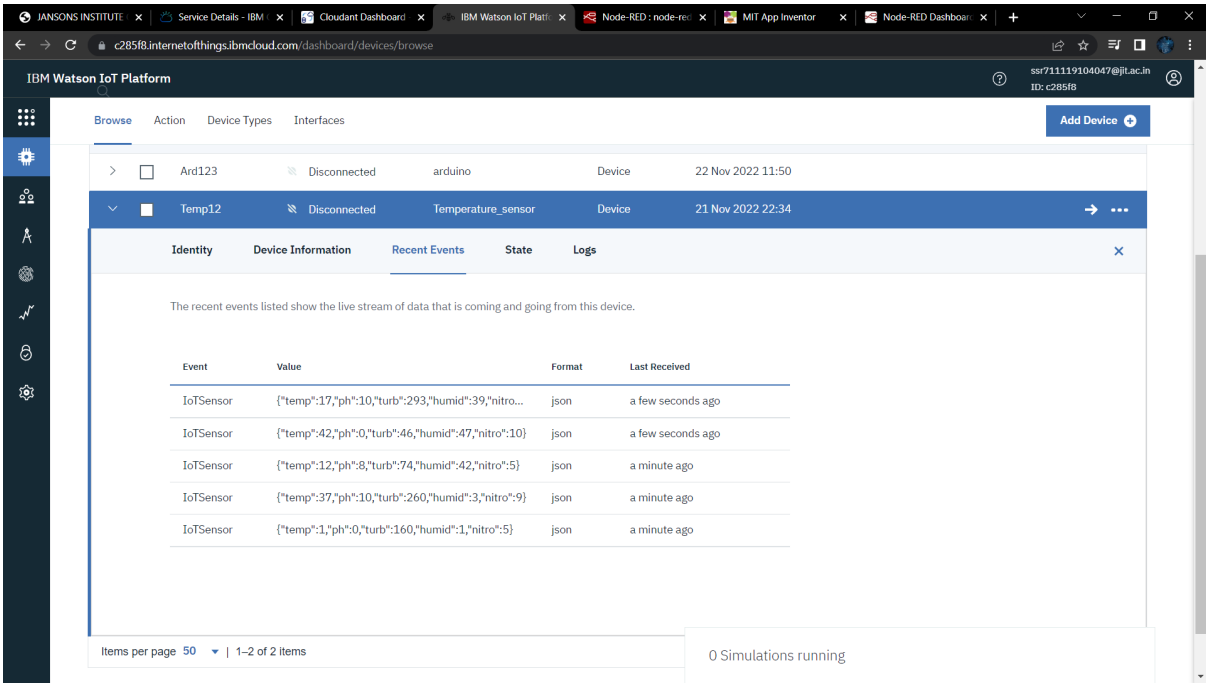 JANSONS INSTITUTE Service Details - IBM Cloudant Dashboard IBM Watson IoT Platfo Node-RED : node-red MIT App Inventor Node-RED Dashboard
c285f8.internetofthings.ibmcloud.com/dashboard/devices/browse
IBM Watson IoT Platform
ssr711119104047@jit.ac.in
ID: c285f8
Browse Action Device Types Interfaces Add Device
Ard123 Disconnected arduino Device 22 Nov 2022 11:50
Temp12 Disconnected Temperature_sensor Device 21 Nov 2022 22:34
Identity Device Information Recent Events State Logs
The recent events listed show the live stream of data that is coming and going from this device.
Event Value Format Last Received
IoTSensor {"temp":17,"ph":10,"turb":293,"humid":39,"nitro... json a few seconds ago
IoTSensor {"temp":42,"ph":0,"turb":46,"humid":47,"nitro":10} json a few seconds ago
IoTSensor {"temp":12,"ph":8,"turb":74,"humid":42,"nitro":5} json a minute ago
IoTSensor {"temp":37,"ph":10,"turb":260,"humid":3,"nitro":9} json a minute ago
IoTSensor {"temp":1,"ph":0,"turb":160,"humid":1,"nitro":5} json a minute ago
Items per page 50 | 1–2 of 2 items
0 Simulations running